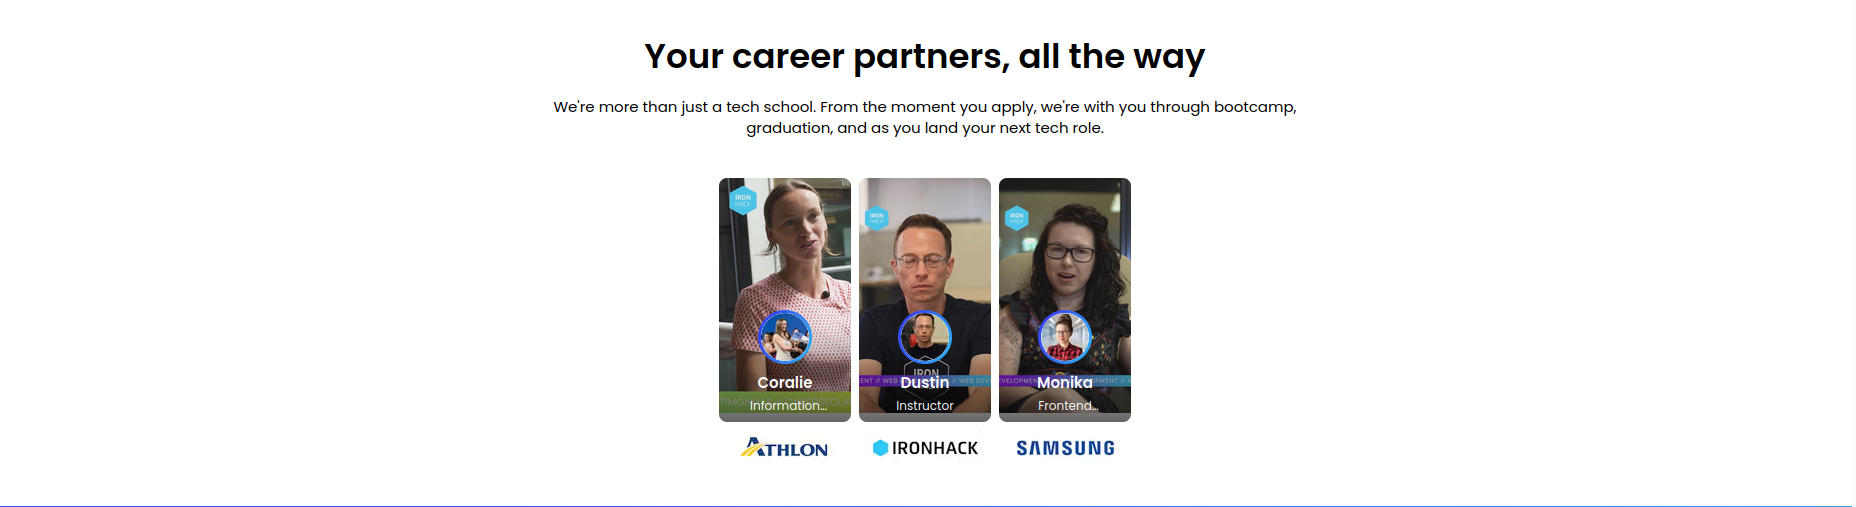 Your career partners, all the way
We're more than just a tech school. From the moment you apply, we're with you through bootcamp,
graduation, and as you land your next tech role.
IRON
HACK
IRON
HACK
IRON
HACK
IRON
Coralie
Dustin
Monika
Information...
Instructor
Frontend...
ATHLON
IRONHACK
SAMSUNG